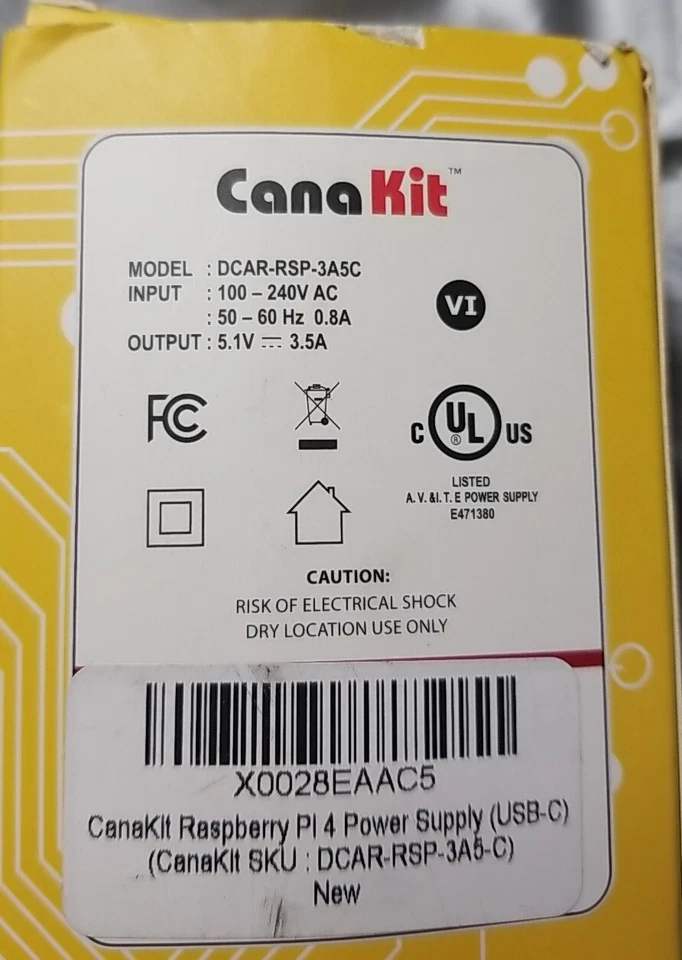 CanaKit™
MODEL : DCAR-RSP-3A5C
INPUT : 100 – 240V AC
: 50 – 60 Hz 0.8A
OUTPUT : 5.1V ⎓ 3.5A
VI
FC
C UL® US
LISTED
A.V. &I.T.E POWER SUPPLY
E471380
CAUTION:
RISK OF ELECTRICAL SHOCK
DRY LOCATION USE ONLY
X0028EAAC5
CanaKit Raspberry PI 4 Power Supply (USB-C)
(CanaKit SKU : DCAR-RSP-3A5-C)
New